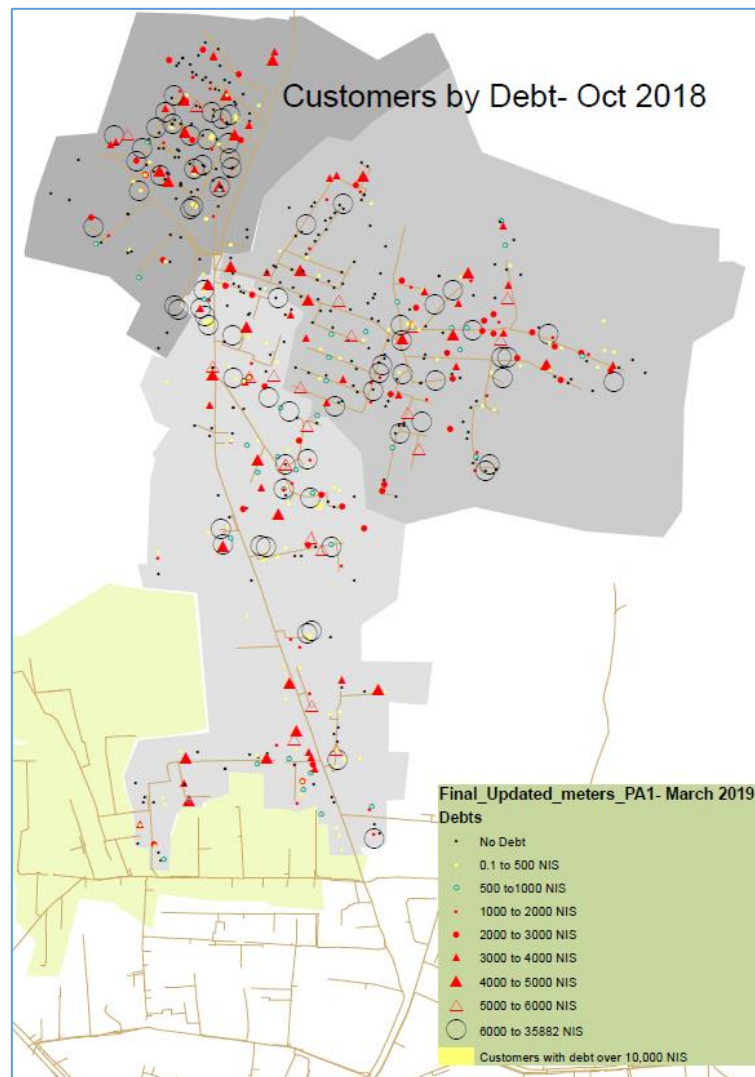 Customers by Debt- Oct 2018
Final_Updated_meters_PA1- March 2019
Debts
No Debt
0.1 to 500 NIS
500 to1000 NIS
1000 to 2000 NIS
2000 to 3000 NIS
3000 to 4000 NIS
4000 to 5000 NIS
5000 to 6000 NIS
6000 to 35882 NIS
Customers with debt over 10,000 NIS